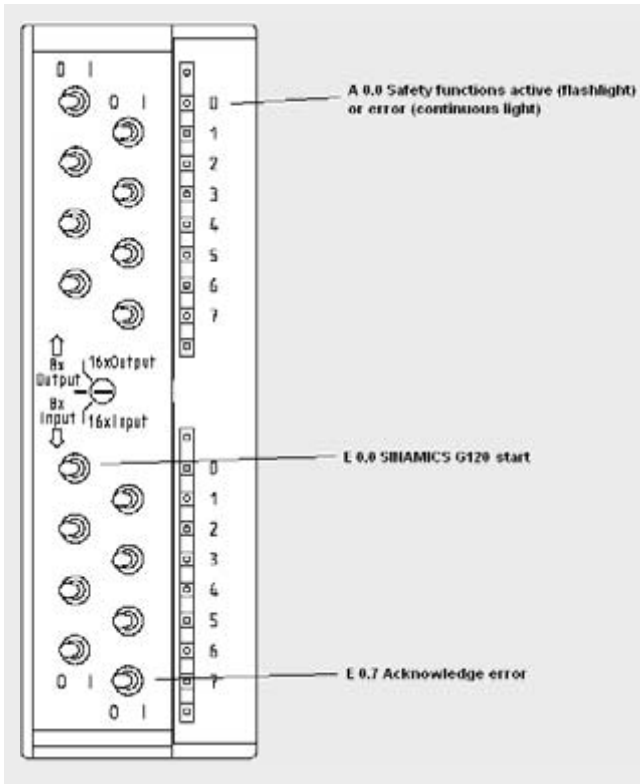 0 I
0 I
A 0.0 Safety functions active (flashlight)
or error (continuous light)
0
1
2
3
4
5
6
7
8x
Output
16xOutput
8x
Input
16xInput
0
E 0.0 SINAMICS G120 start
1
2
3
4
5
6
7
E 0.7 Acknowledge error
0 I
0 I